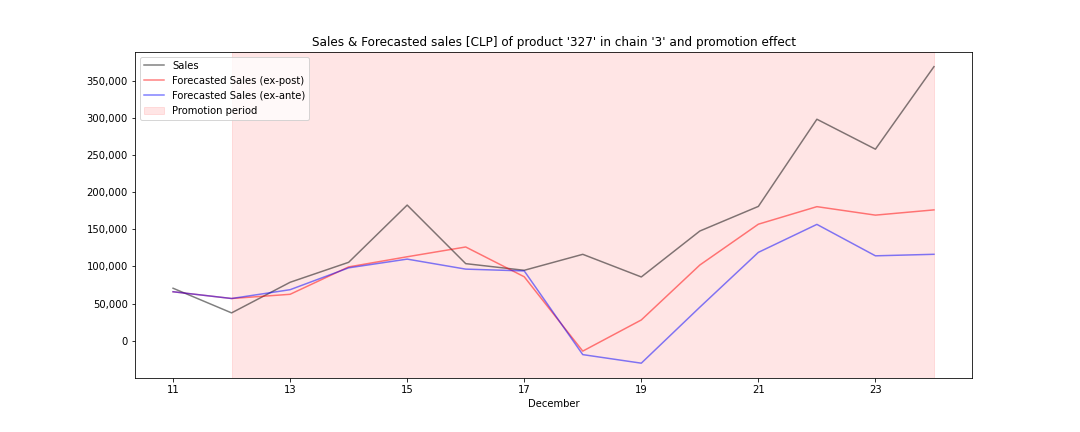 Sales & Forecasted sales [CLP] of product '327' in chain '3' and promotion effect
Sales
Forecasted Sales (ex-post)
Forecasted Sales (ex-ante)
Promotion period
350,000
300,000
250,000
200,000
150,000
100,000
50,000
0
11 13 15 17 19 21 23
December